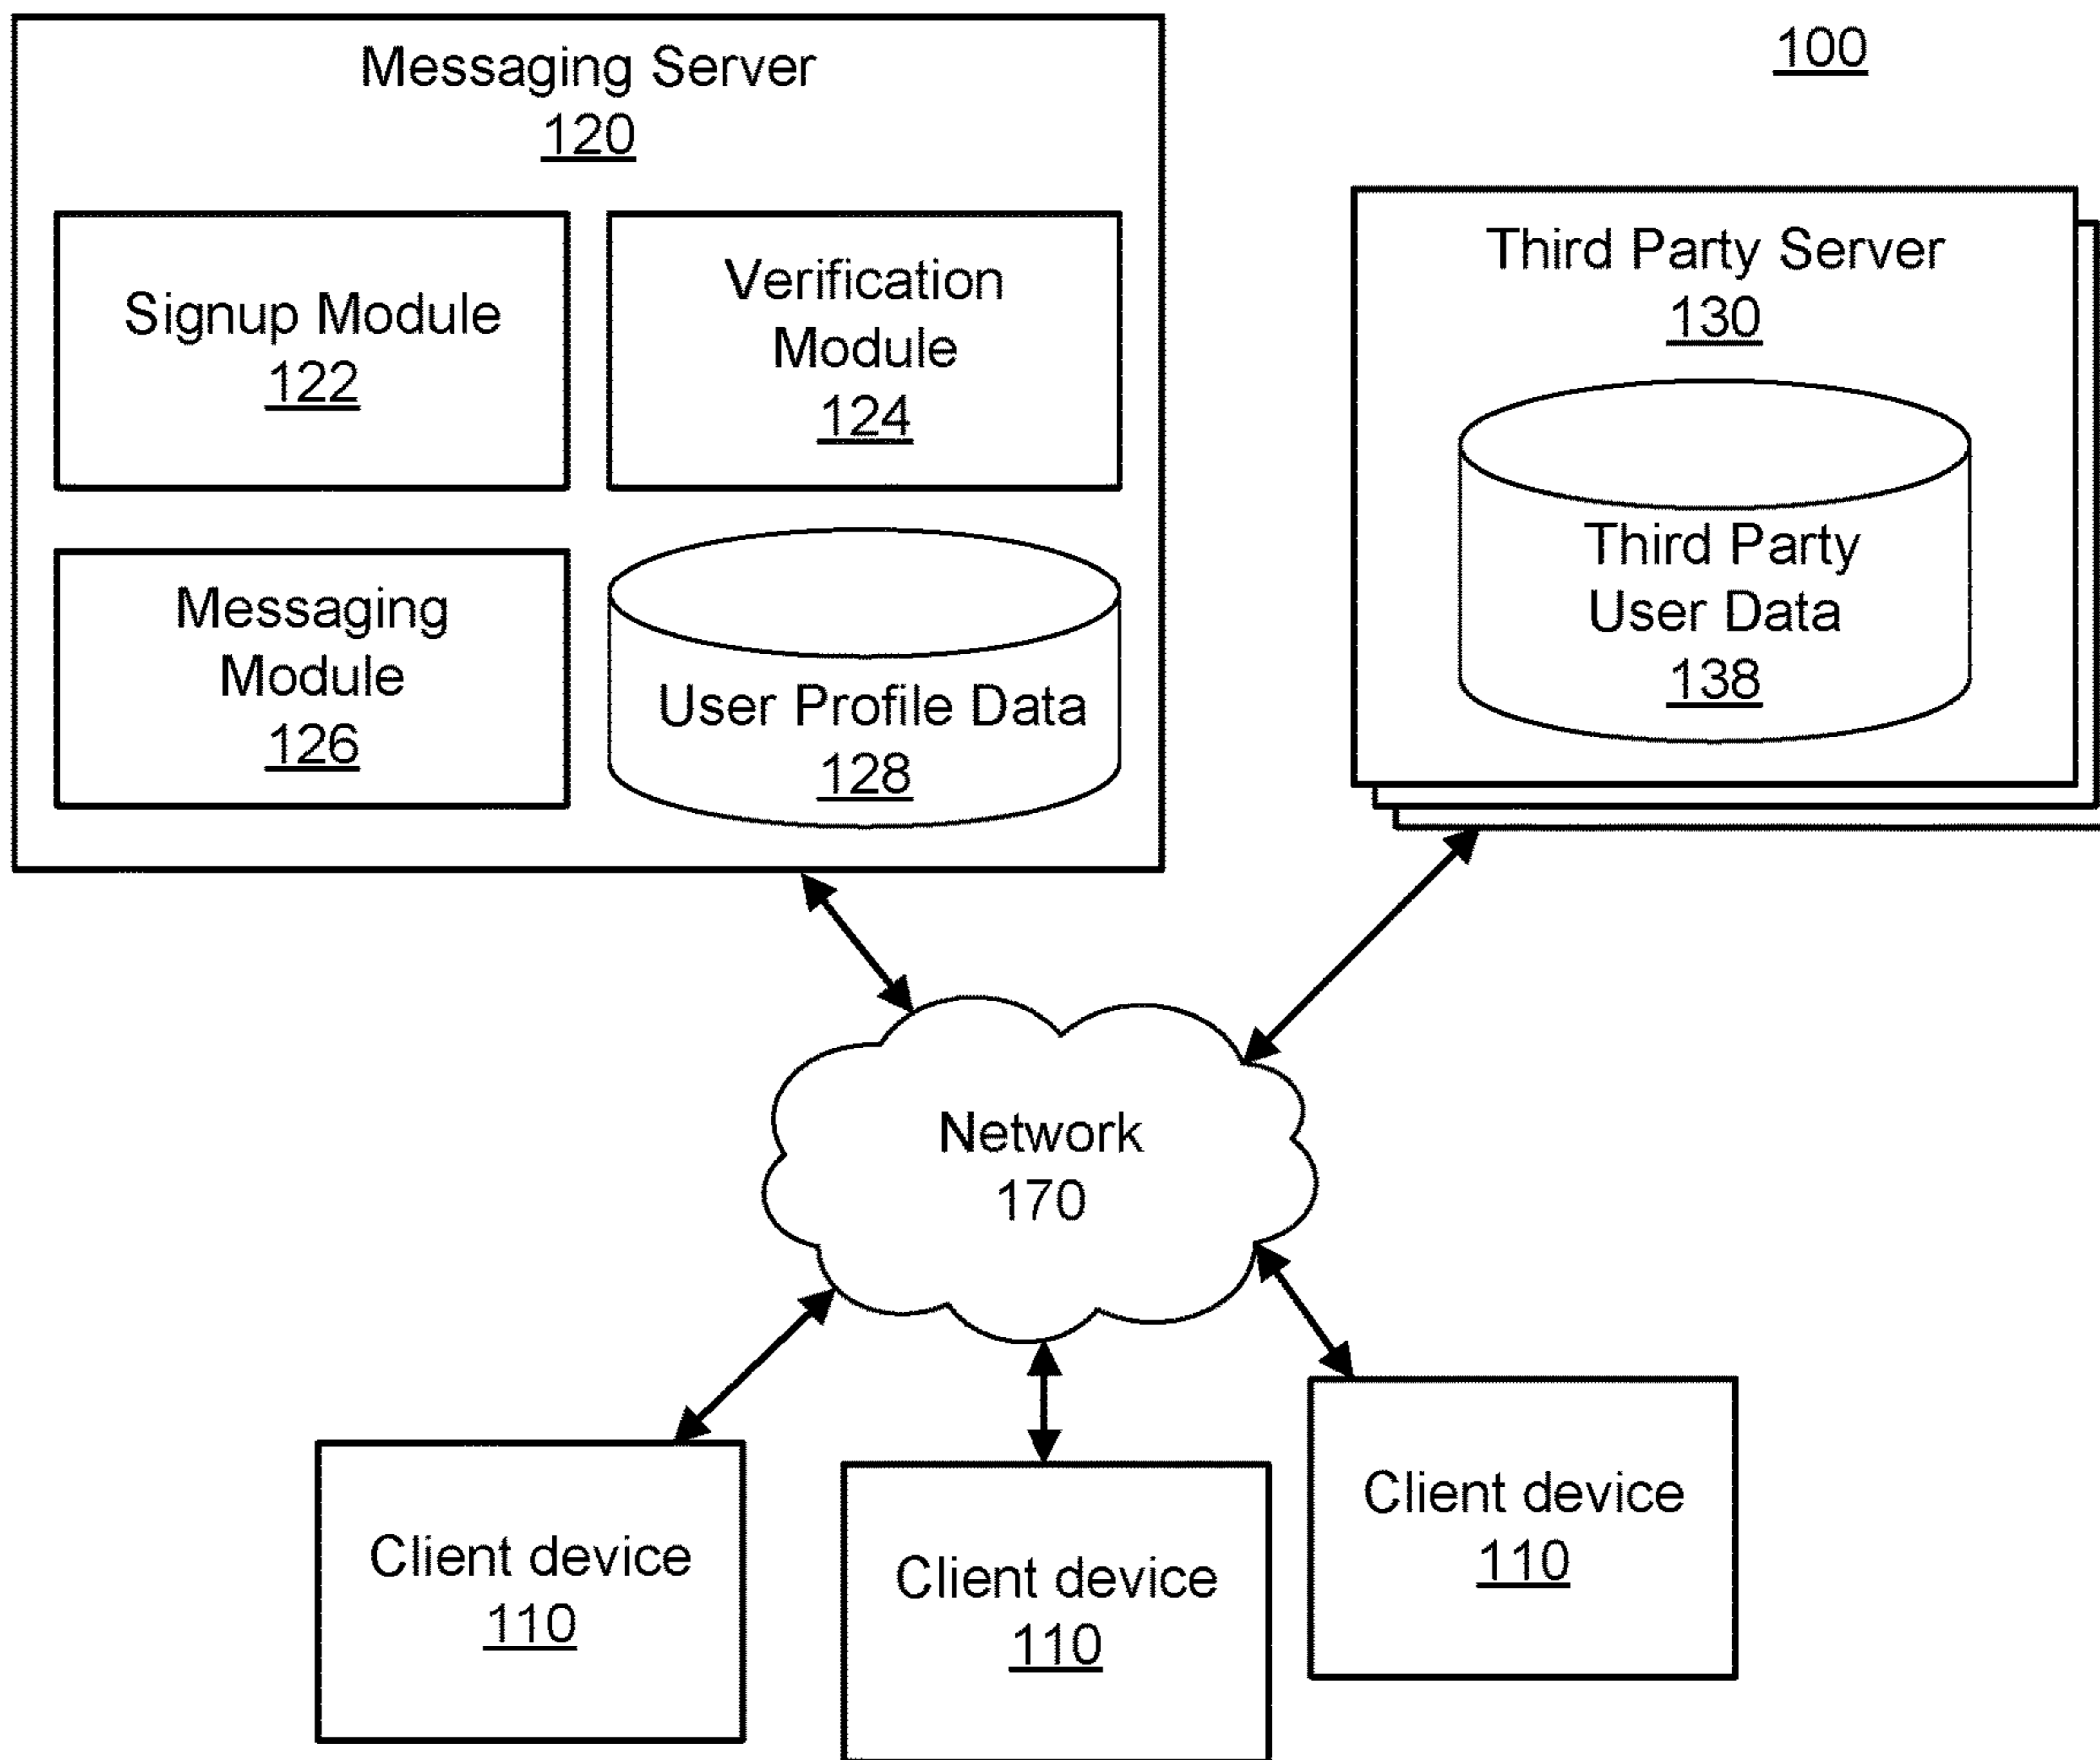 100
Messaging Server
120
Signup Module
122
Verification
Module
124
Messaging
Module
126
User Profile Data
128
Third Party Server
130
Third Party
User Data
138
Network
170
Client device
110
Client device
110
Client device
110